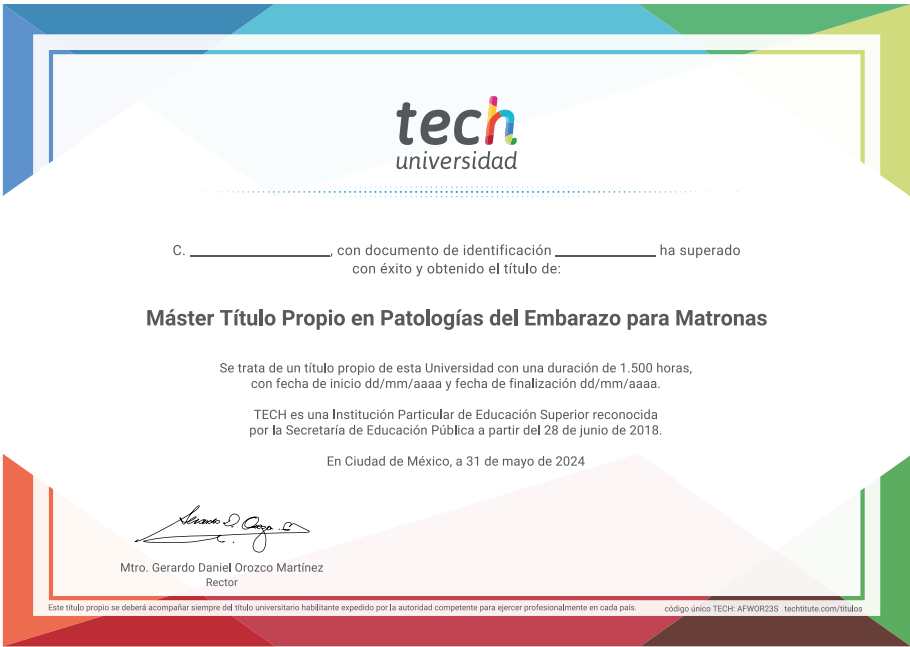 tech
universidad
C. ____________, con documento de identificación ____________ ha superado
con éxito y obtenido el título de:
Máster Título Propio en Patologías del Embarazo para Matronas
Se trata de un título propio de esta Universidad con una duración de 1.500 horas,
con fecha de inicio dd/mm/aaaa y fecha de finalización dd/mm/aaaa.
TECH es una Institución Particular de Educación Superior reconocida
por la Secretaría de Educación Pública a partir del 28 de junio de 2018.
En Ciudad de México, a 31 de mayo de 2024
Mtro. Gerardo Daniel Orozco Martínez
Rector
Este título propio se deberá acompañar siempre del título universitario habilitante expedido por la autoridad competente para ejercer profesionalmente en cada país. código único TECH: AFWOR23S techtitute.com/titulos